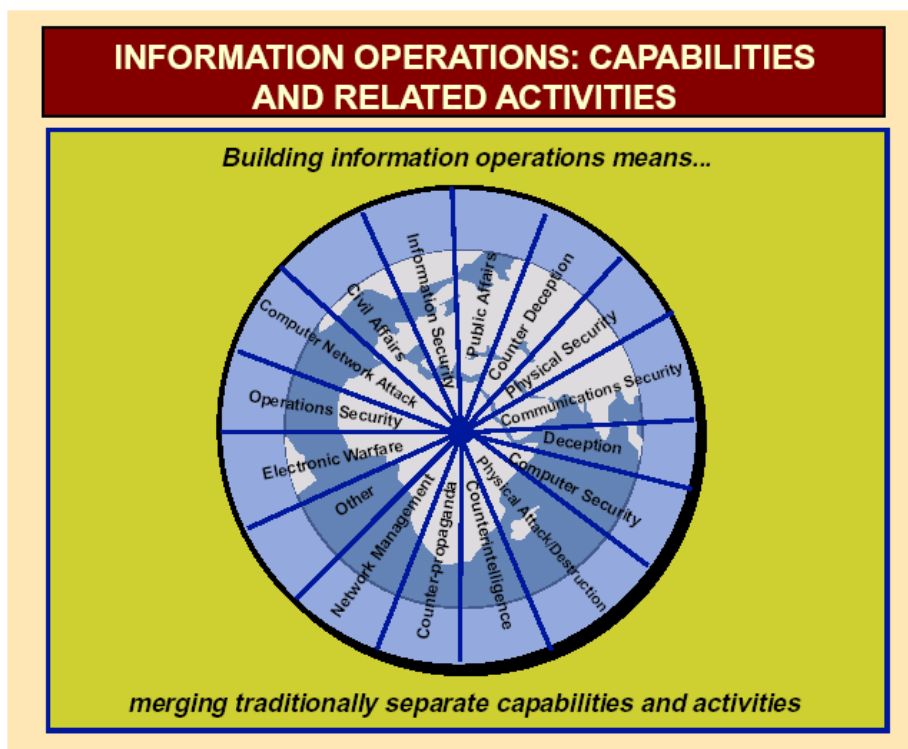 INFORMATION OPERATIONS: CAPABILITIES
AND RELATED ACTIVITIES
Building information operations means...
Public Affairs
Counter Deception
Physical Security
Communications Security
Deception
Computer Security
Physical Attack/Destruction
Counterintelligence
Counter-propaganda
Network Management
Other
Electronic Warfare
Operations Security
Computer Network Attack
Civil Affairs
Information Security
merging traditionally separate capabilities and activities